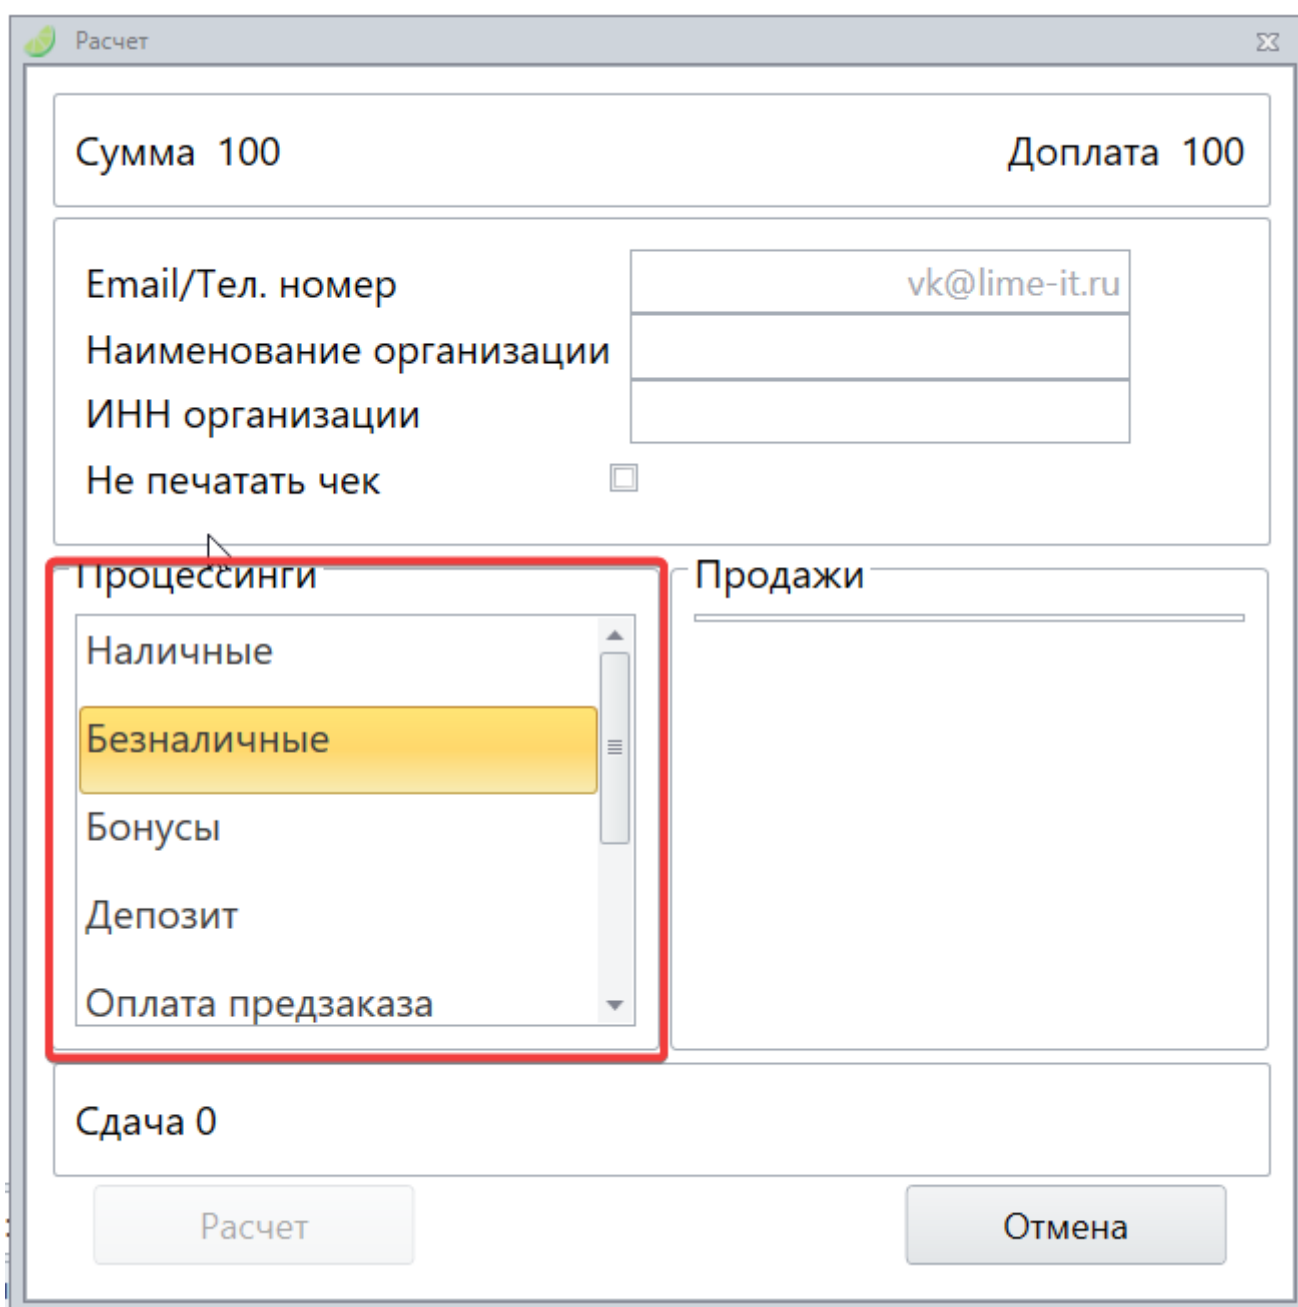 Расчет
Сумма 100 Доплата 100
Email/Тел. номер vk@lime-it.ru
Наименование организации
ИНН организации
Не печатать чек
Процессинги Продажи
Наличные
Безналичные
Бонусы
Депозит
Оплата предзаказа
Сдача 0
Расчет Отмена